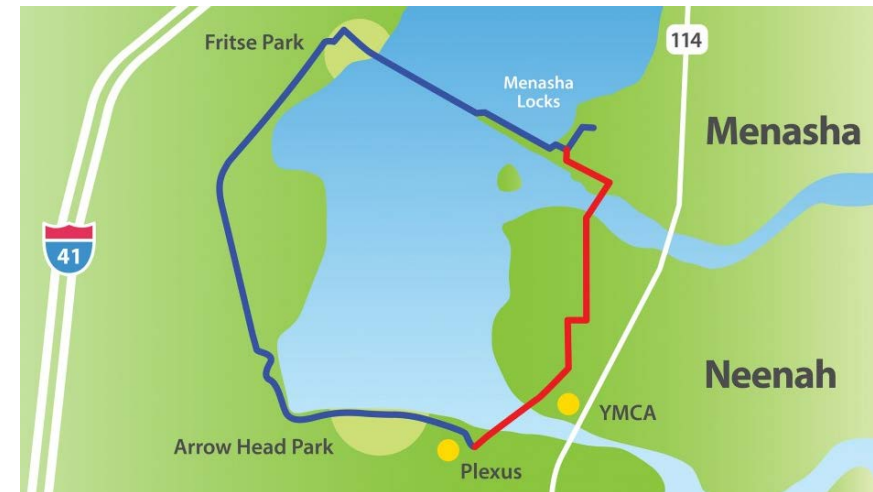 Fritse Park
114
Menasha
Locks
Menasha
41
Neenah
YMCA
Arrow Head Park
Plexus